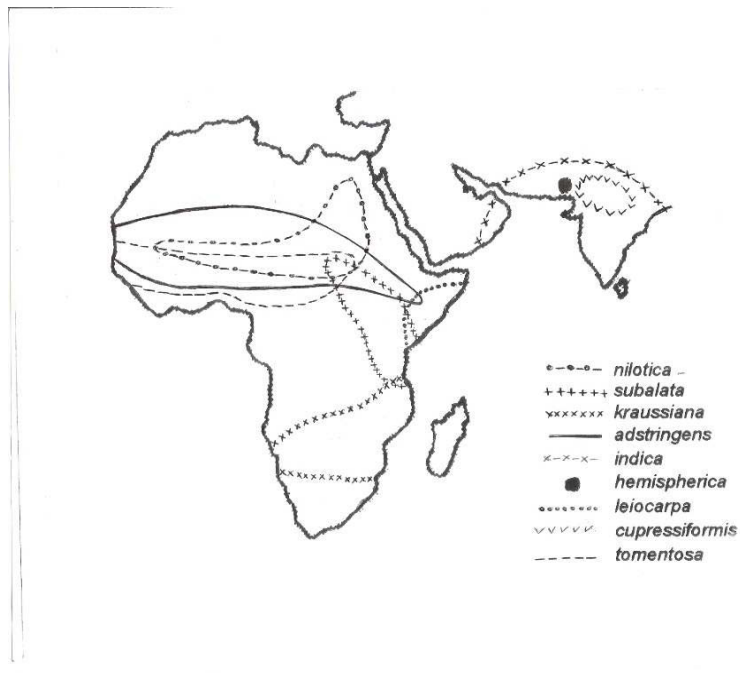 nilotica
subalata
kraussiana
adstringens
indica
hemispherica
leiocarpa
cupressiformis
tomentosa